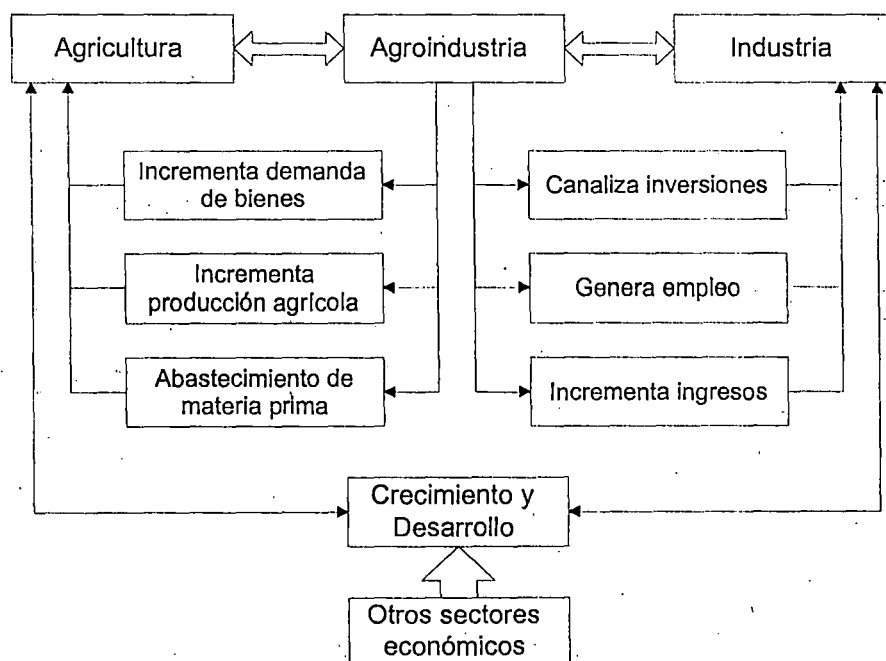 Agricultura
Agroindustria
Industria
Incrementa demanda
de bienes
Canaliza inversiones
Incrementa
producción agrícola
Genera empleo
Abastecimiento de
materia prima
Incrementa ingresos
Crecimiento y
Desarrollo
Otros sectores
económicos